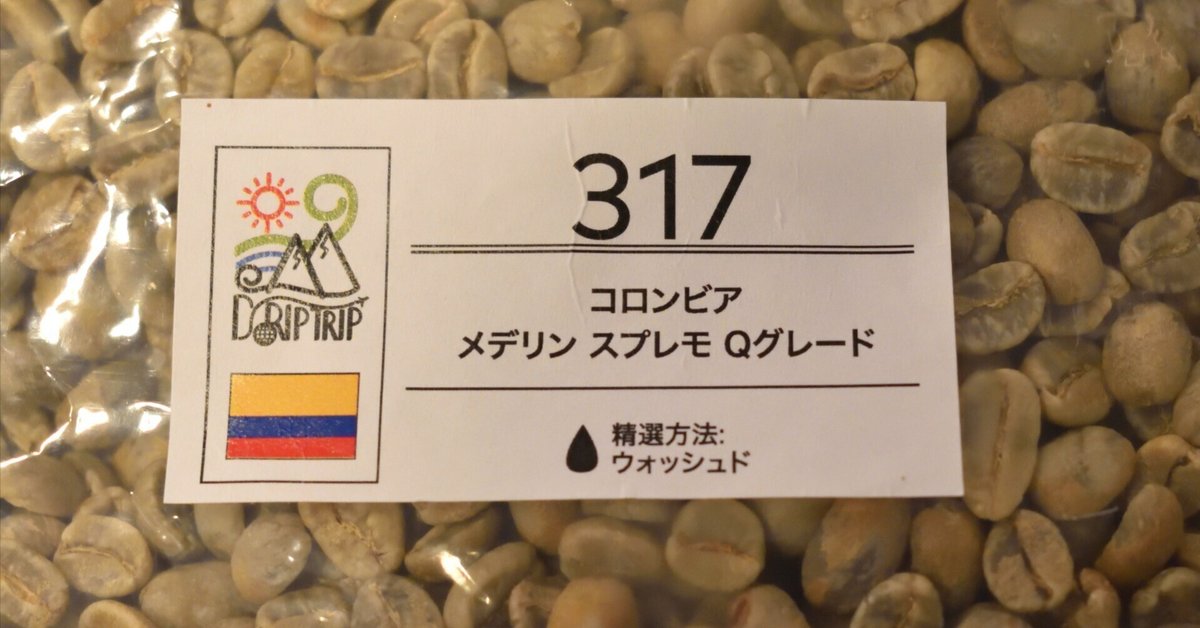 DRIPTRIP
317
コロンビア
メデリン スプレモ Qグレード
精選方法:
ウォッシュド